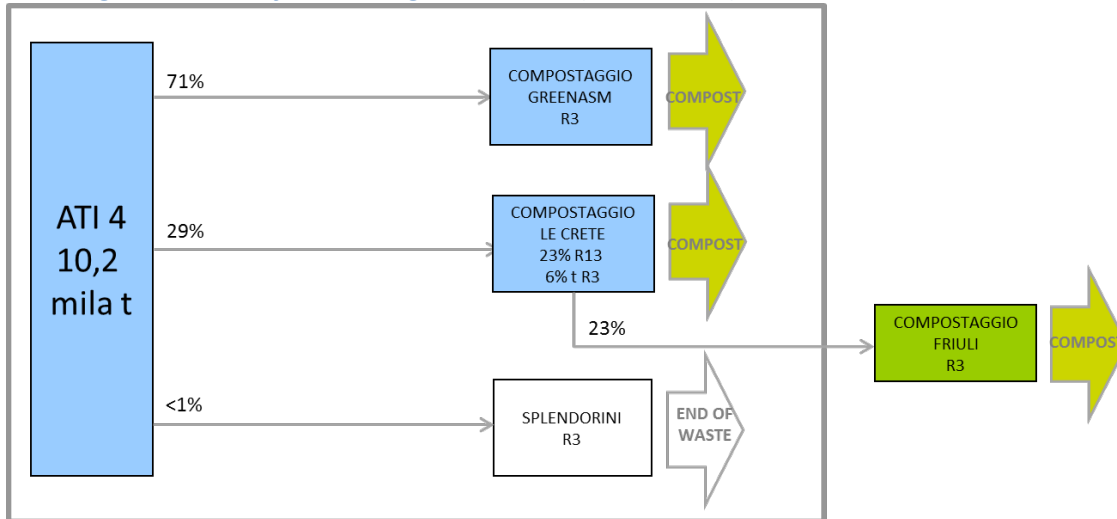 ATI 4
10,2
mila t
71%
COMPOSTAGGIO
GREENASM
R3
COMPOST
29%
COMPOSTAGGIO
LE CRETE
23% R13
6% t R3
COMPOST
23%
COMPOSTAGGIO
FRIULI
R3
COMPOST
<1%
SPLENDORINI
R3
END OF
WASTE